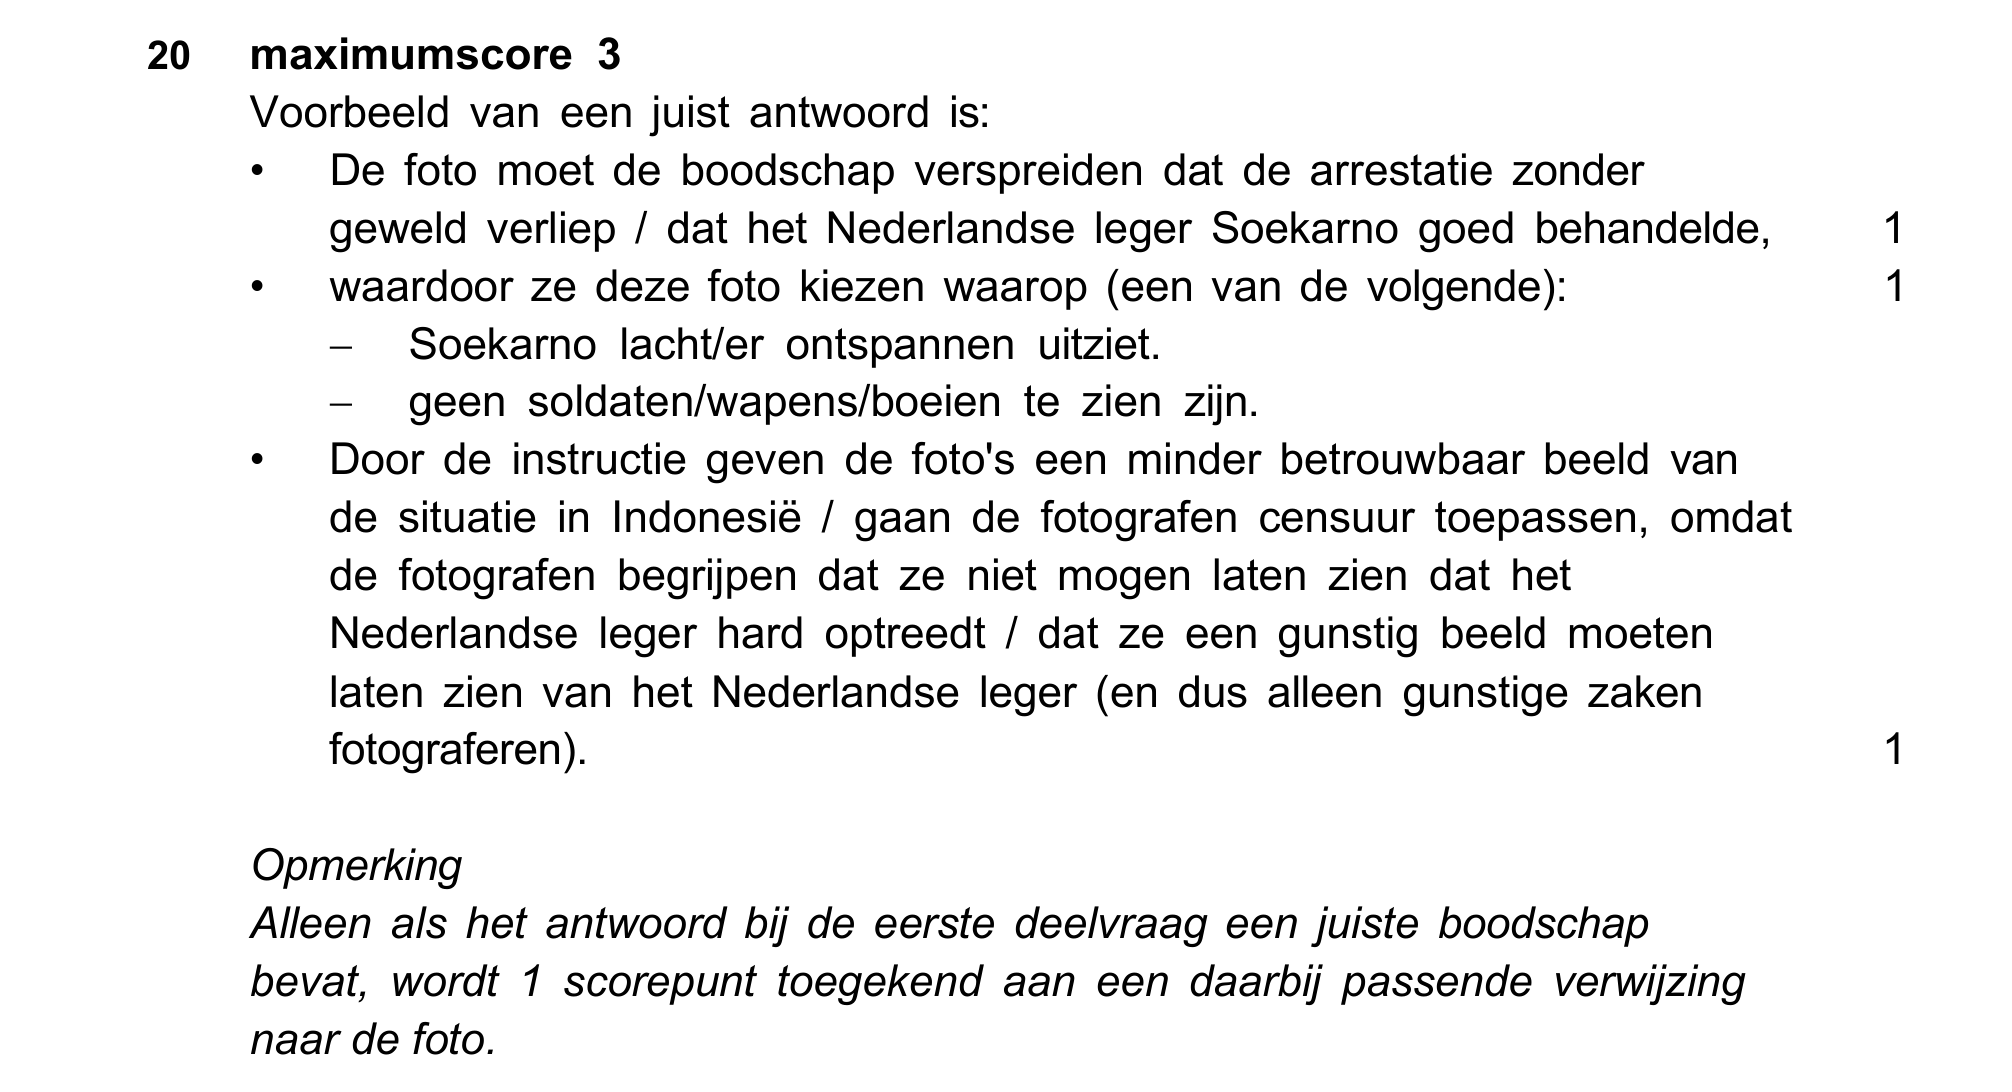 20 maximumscore 3
Voorbeeld van een juist antwoord is:
• De foto moet de boodschap verspreiden dat de arrestatie zonder
geweld verliep / dat het Nederlandse leger Soekarno goed behandelde, 1
• waardoor ze deze foto kiezen waarop (een van de volgende): 1
– Soekarno lacht/er ontspannen uitziet.
– geen soldaten/wapens/boeien te zien zijn.
• Door de instructie geven de foto's een minder betrouwbaar beeld van
de situatie in Indonesië / gaan de fotografen censuur toepassen, omdat
de fotografen begrijpen dat ze niet mogen laten zien dat het
Nederlandse leger hard optreedt / dat ze een gunstig beeld moeten
laten zien van het Nederlandse leger (en dus alleen gunstige zaken
fotograferen). 1
Opmerking
Alleen als het antwoord bij de eerste deelvraag een juiste boodschap
bevat, wordt 1 scorepunt toegekend aan een daarbij passende verwijzing
naar de foto.